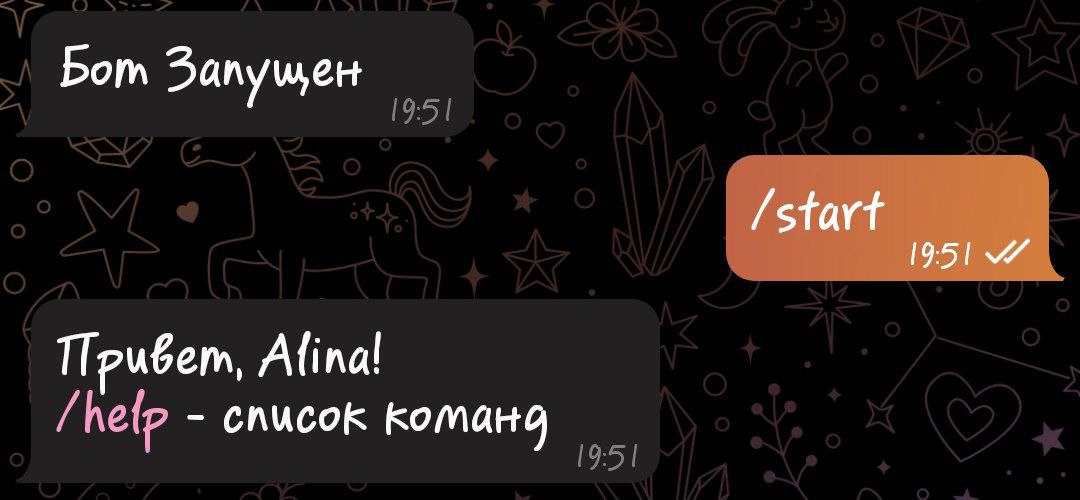 Бот Запущен
19:51
/start
19:51
Привет, Alina!
/help - список команд
19:51